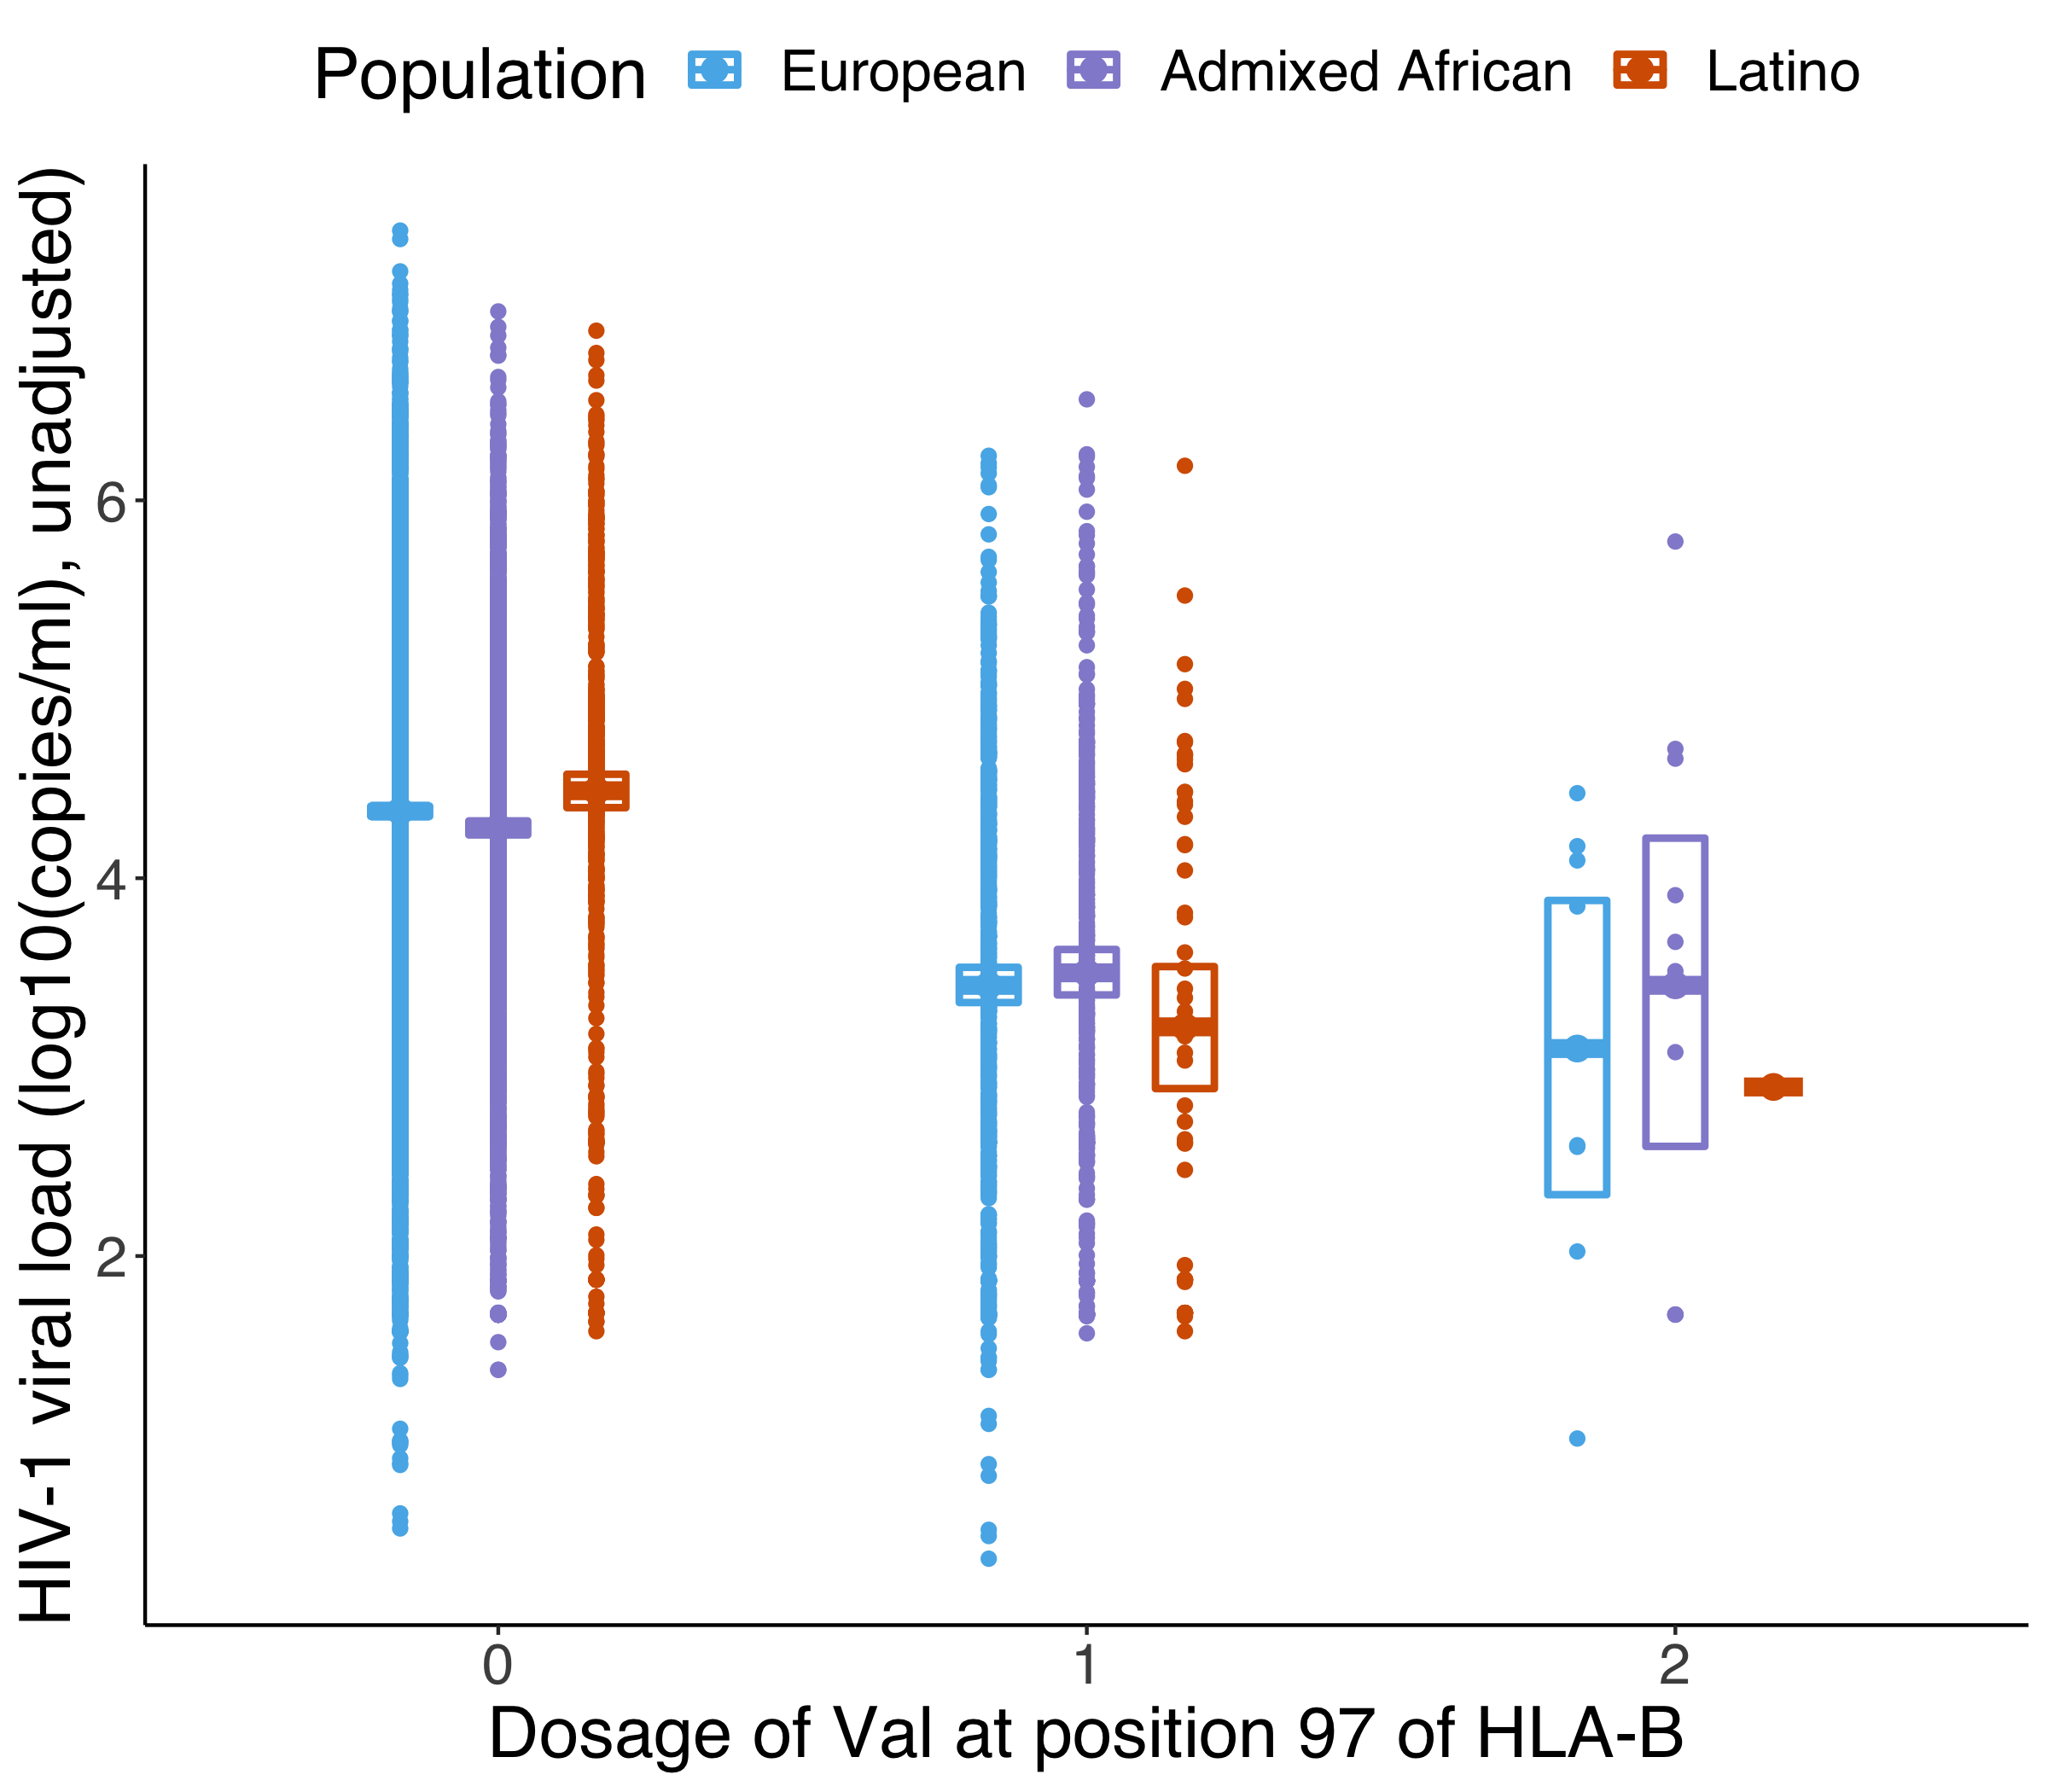 Population European Admixed African Latino
HIV-1 viral load (log10(copies/ml), unadjusted)
6
4
2
0 1 2
Dosage of Val at position 97 of HLA-B